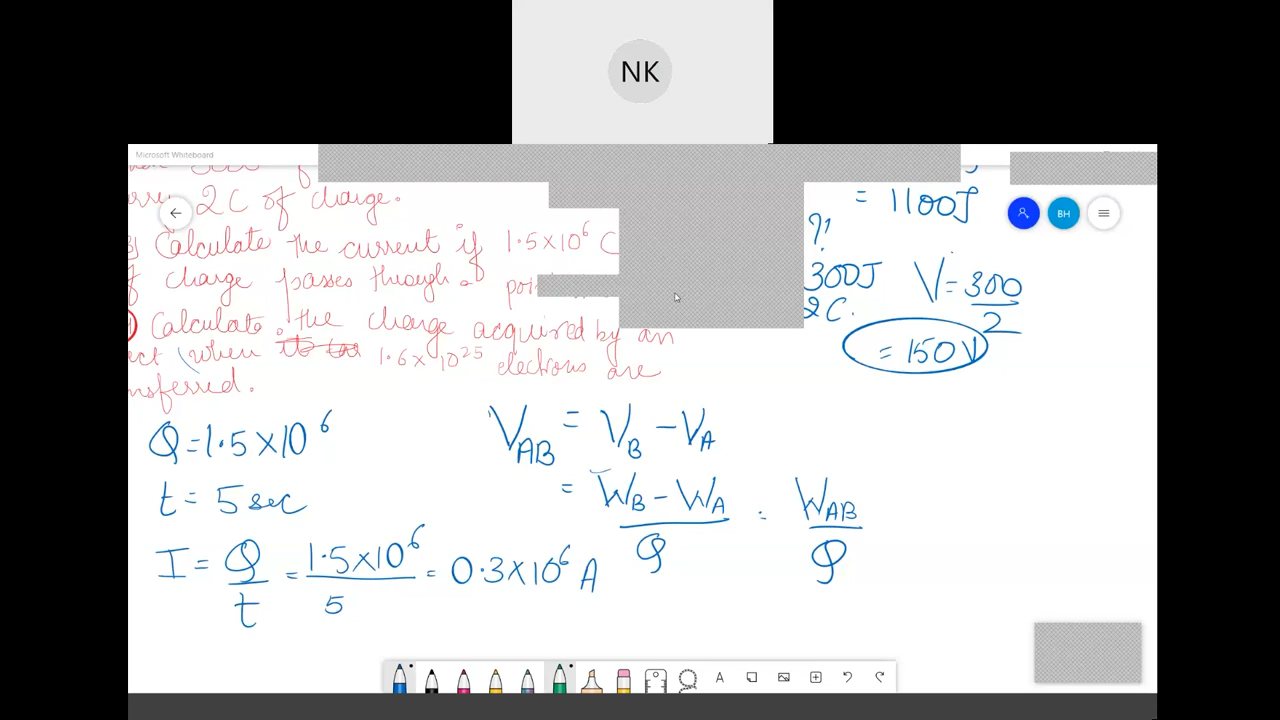 NK
Microsoft Whiteboard
2C of charge.
Calculate the current if 1.5×10⁶ C
charge passes through a
Calculate the charge acquired by an
when 1.6×10²⁵ electrons are
= 1100J
BH
?
300J
2C.
V = 300/2
= 150V
Q = 1.5×10⁶
t = 5 sec
I = Q/t = 1.5×10⁶/5 = 0.3×10⁶ A
V_AB = V_B − V_A
= W_B − W_A / Q = W_AB / Q
A